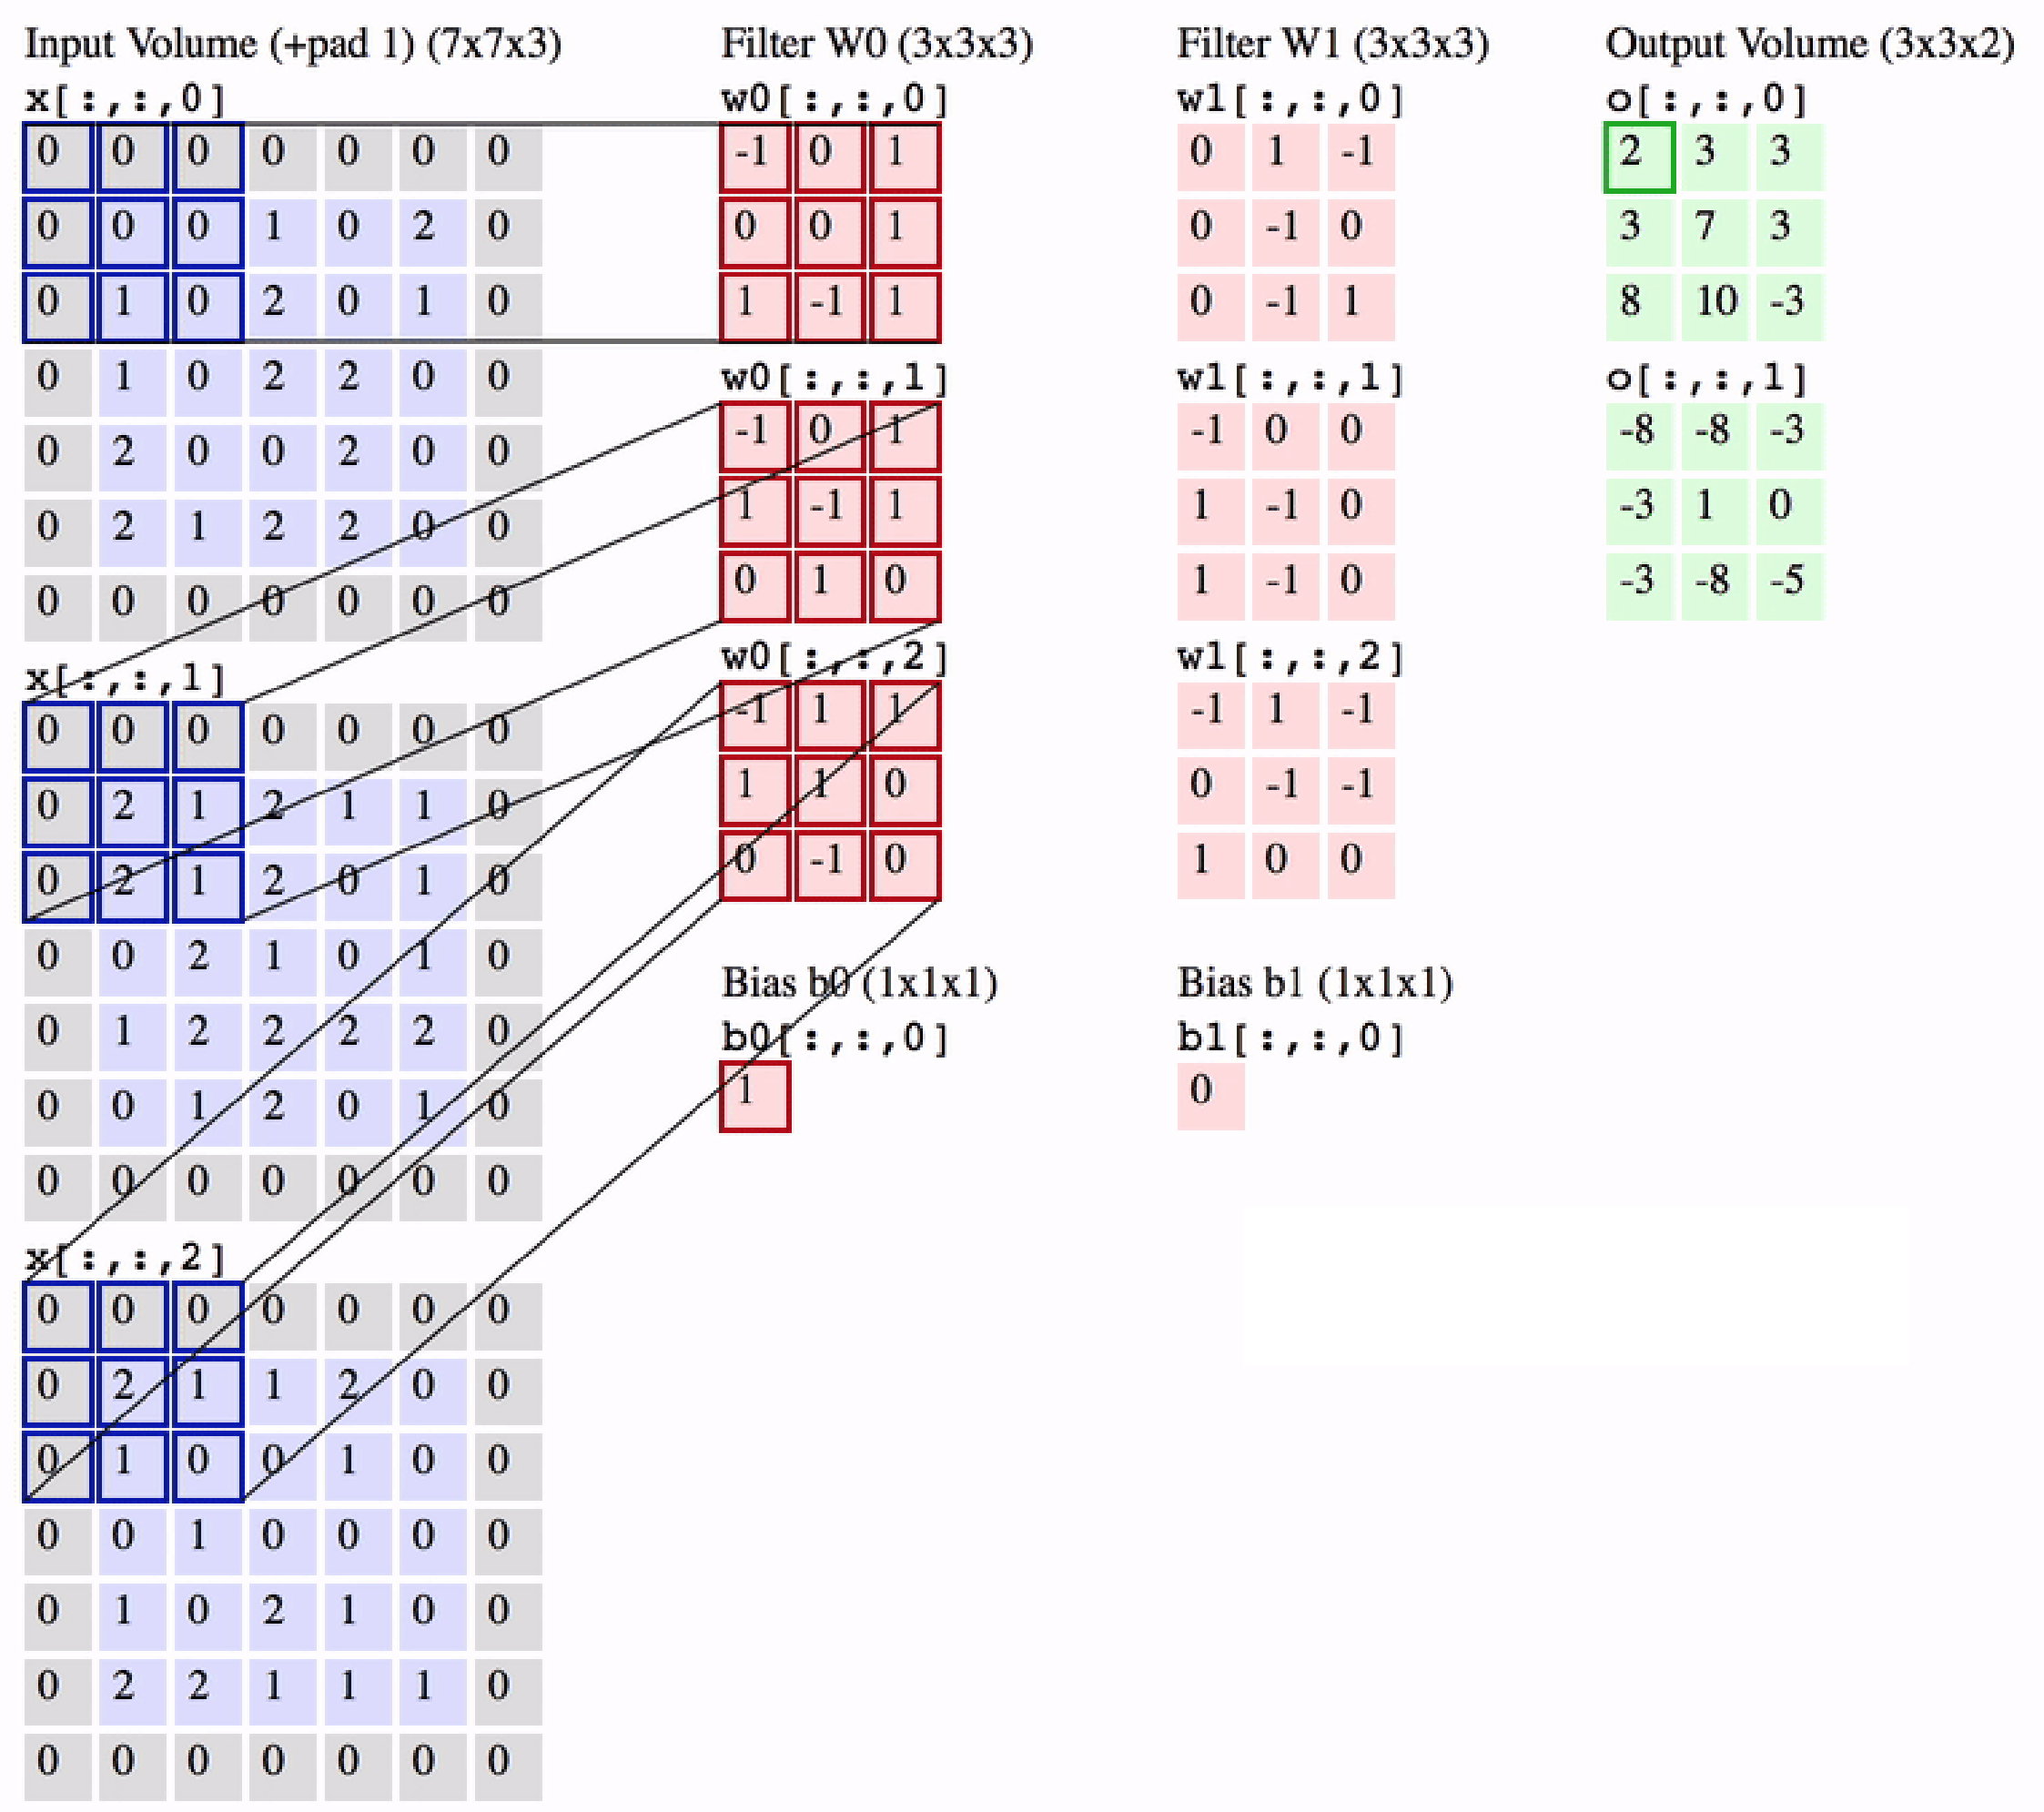 Input Volume (+pad 1) (7x7x3)
x[:,:,0]
0 0 0 0 0 0 0
0 0 0 1 0 2 0
0 1 0 2 0 1 0
0 1 0 2 2 0 0
0 2 0 0 2 0 0
0 2 1 2 2 0 0
0 0 0 0 0 0 0
x[:,:,1]
0 0 0 0 0 0 0
0 2 1 2 1 1 0
0 2 1 2 0 1 0
0 0 2 1 0 1 0
0 1 2 2 2 2 0
0 0 1 2 0 1 0
0 0 0 0 0 0 0
x[:,:,2]
0 0 0 0 0 0 0
0 2 1 1 2 0 0
0 1 0 0 1 0 0
0 0 1 0 0 0 0
0 1 0 2 1 0 0
0 2 2 1 1 1 0
0 0 0 0 0 0 0
Filter W0 (3x3x3)
w0[:,:,0]
-1 0 1
0 0 1
1 -1 1
w0[:,:,1]
-1 0 1
1 -1 1
0 1 0
w0[:,:,2]
-1 1 1
1 1 0
0 -1 0
Bias b0 (1x1x1)
b0[:,:,0]
1
Filter W1 (3x3x3)
w1[:,:,0]
0 1 -1
0 -1 0
0 -1 1
w1[:,:,1]
-1 0 0
1 -1 0
1 -1 0
w1[:,:,2]
-1 1 -1
0 -1 -1
1 0 0
Bias b1 (1x1x1)
b1[:,:,0]
0
Output Volume (3x3x2)
o[:,:,0]
2 3 3
3 7 3
8 10 -3
o[:,:,1]
-8 -8 -3
-3 1 0
-3 -8 -5